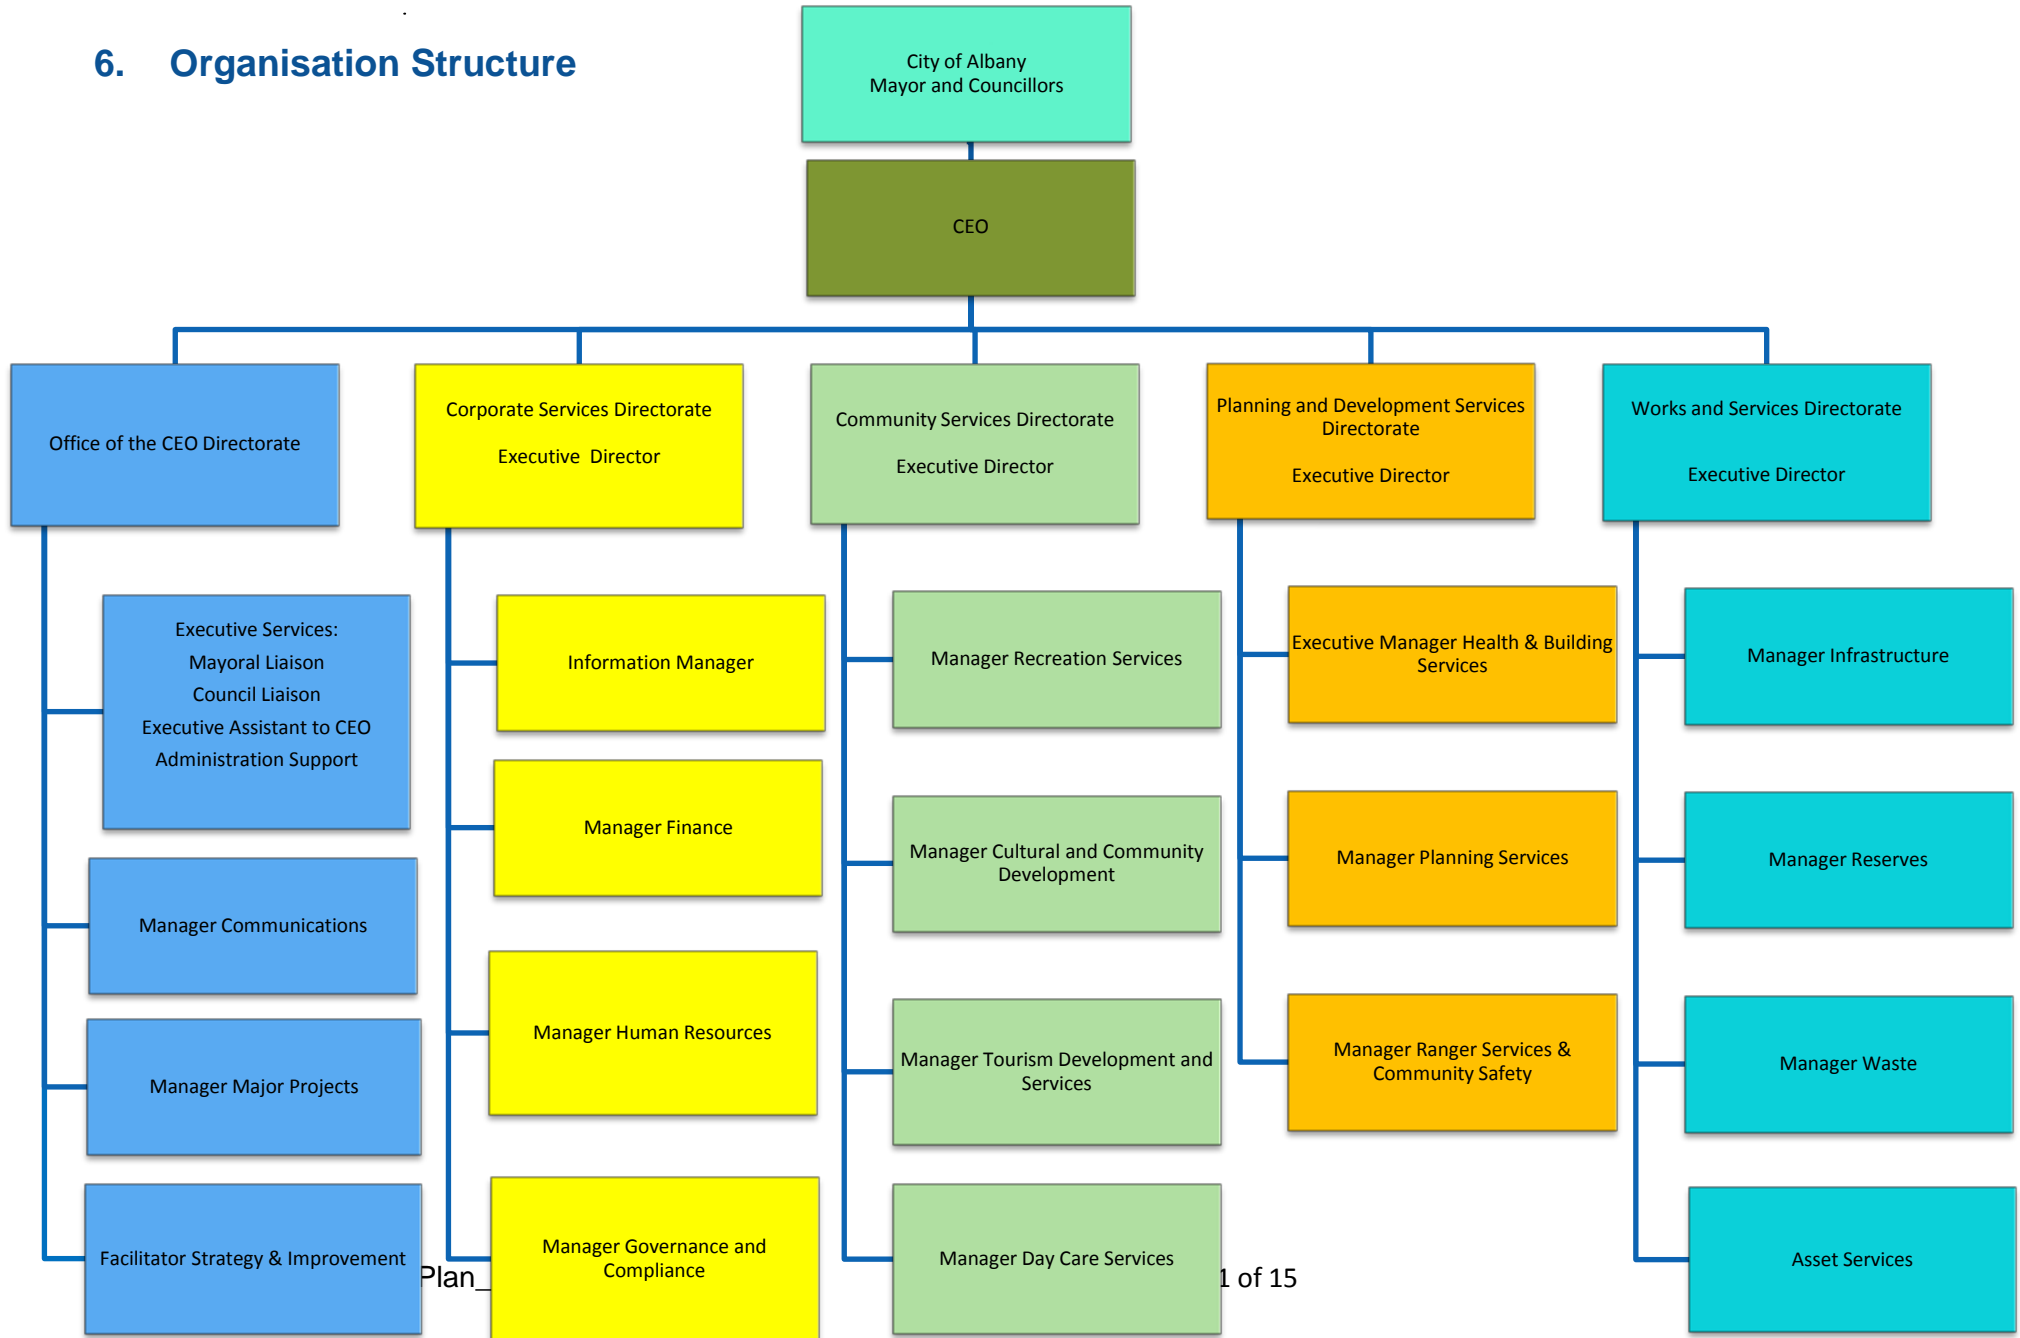 6. Organisation Structure
City of Albany
Mayor and Councillors
CEO
Office of the CEO Directorate
Corporate Services Directorate
Executive Director
Community Services Directorate
Executive Director
Planning and Development Services
Directorate
Executive Director
Works and Services Directorate
Executive Director
Executive Services:
Mayoral Liaison
Council Liaison
Executive Assistant to CEO
Administration Support
Manager Communications
Manager Major Projects
Facilitator Strategy & Improvement
Information Manager
Manager Finance
Manager Human Resources
Manager Governance and
Compliance
Manager Recreation Services
Manager Cultural and Community
Development
Manager Tourism Development and
Services
Manager Day Care Services
Executive Manager Health & Building
Services
Manager Planning Services
Manager Ranger Services &
Community Safety
Manager Infrastructure
Manager Reserves
Manager Waste
Asset Services
Plan_ 1 of 15